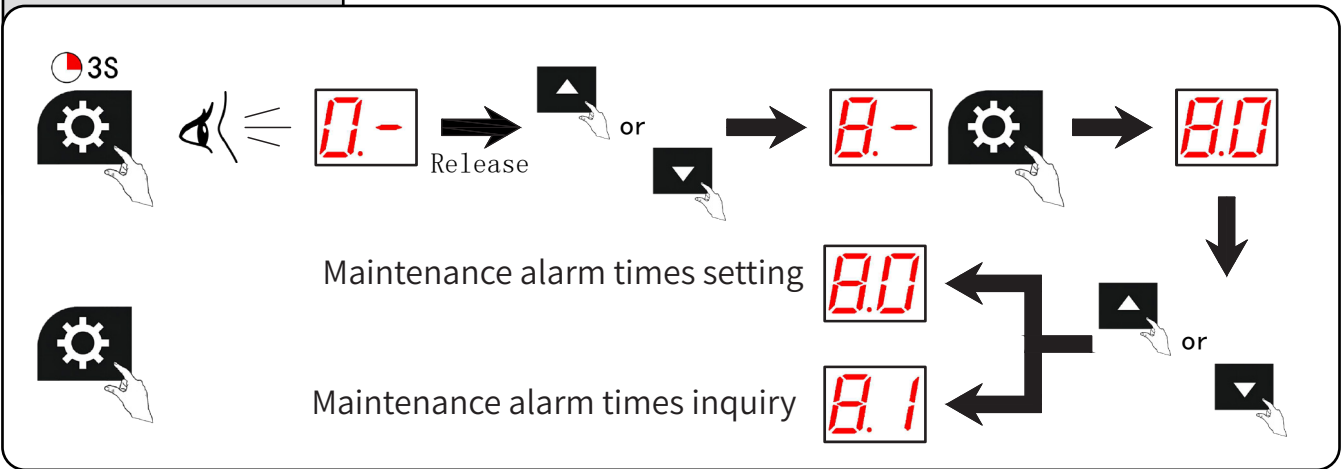 3S
0.-
Release
or
8.-
8.0
Maintenance alarm times setting
8.0
or
Maintenance alarm times inquiry
8.1